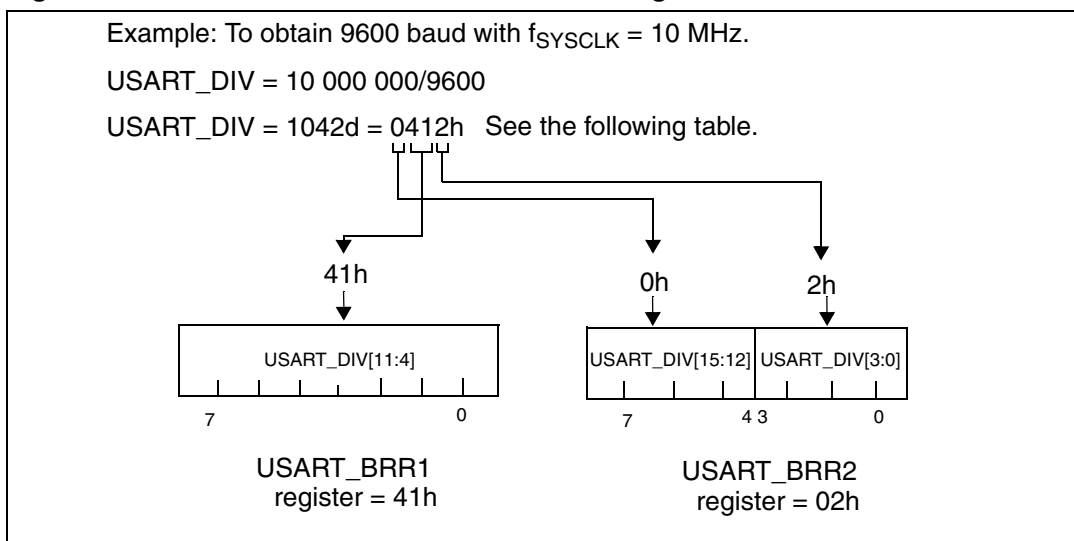 Example: To obtain 9600 baud with fSYSCLK = 10 MHz.
USART_DIV = 10 000 000/9600
USART_DIV = 1042d = 0412h See the following table.
41h
0h
2h
USART_DIV[11:4]
USART_DIV[15:12]
USART_DIV[3:0]
7
0
7
4 3
0
USART_BRR1
register = 41h
USART_BRR2
register = 02h